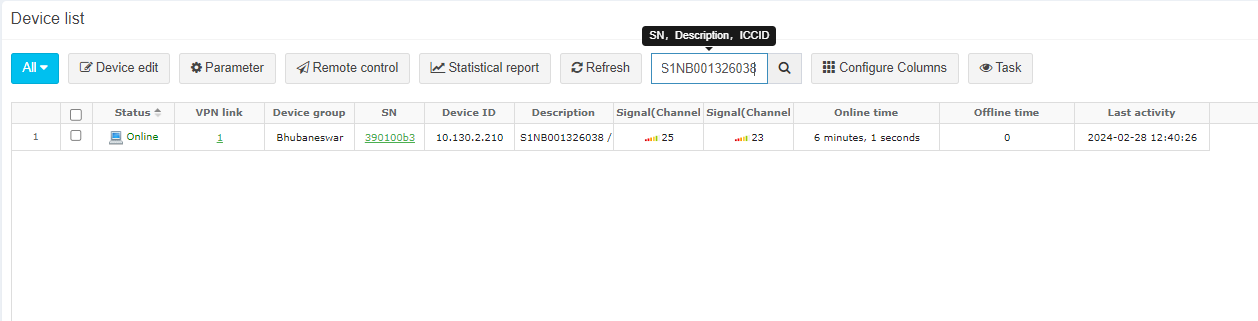 Device list
SN, Description, ICCID
All Device edit Parameter Remote control Statistical report Refresh S1NB001326038 Configure Columns Task
Status VPN link Device group SN Device ID Description Signal(Channel Signal(Channel Online time Offline time Last activity
1 Online 1 Bhubaneswar 390100b3 10.130.2.210 S1NB001326038 / 25 23 6 minutes, 1 seconds 0 2024-02-28 12:40:26